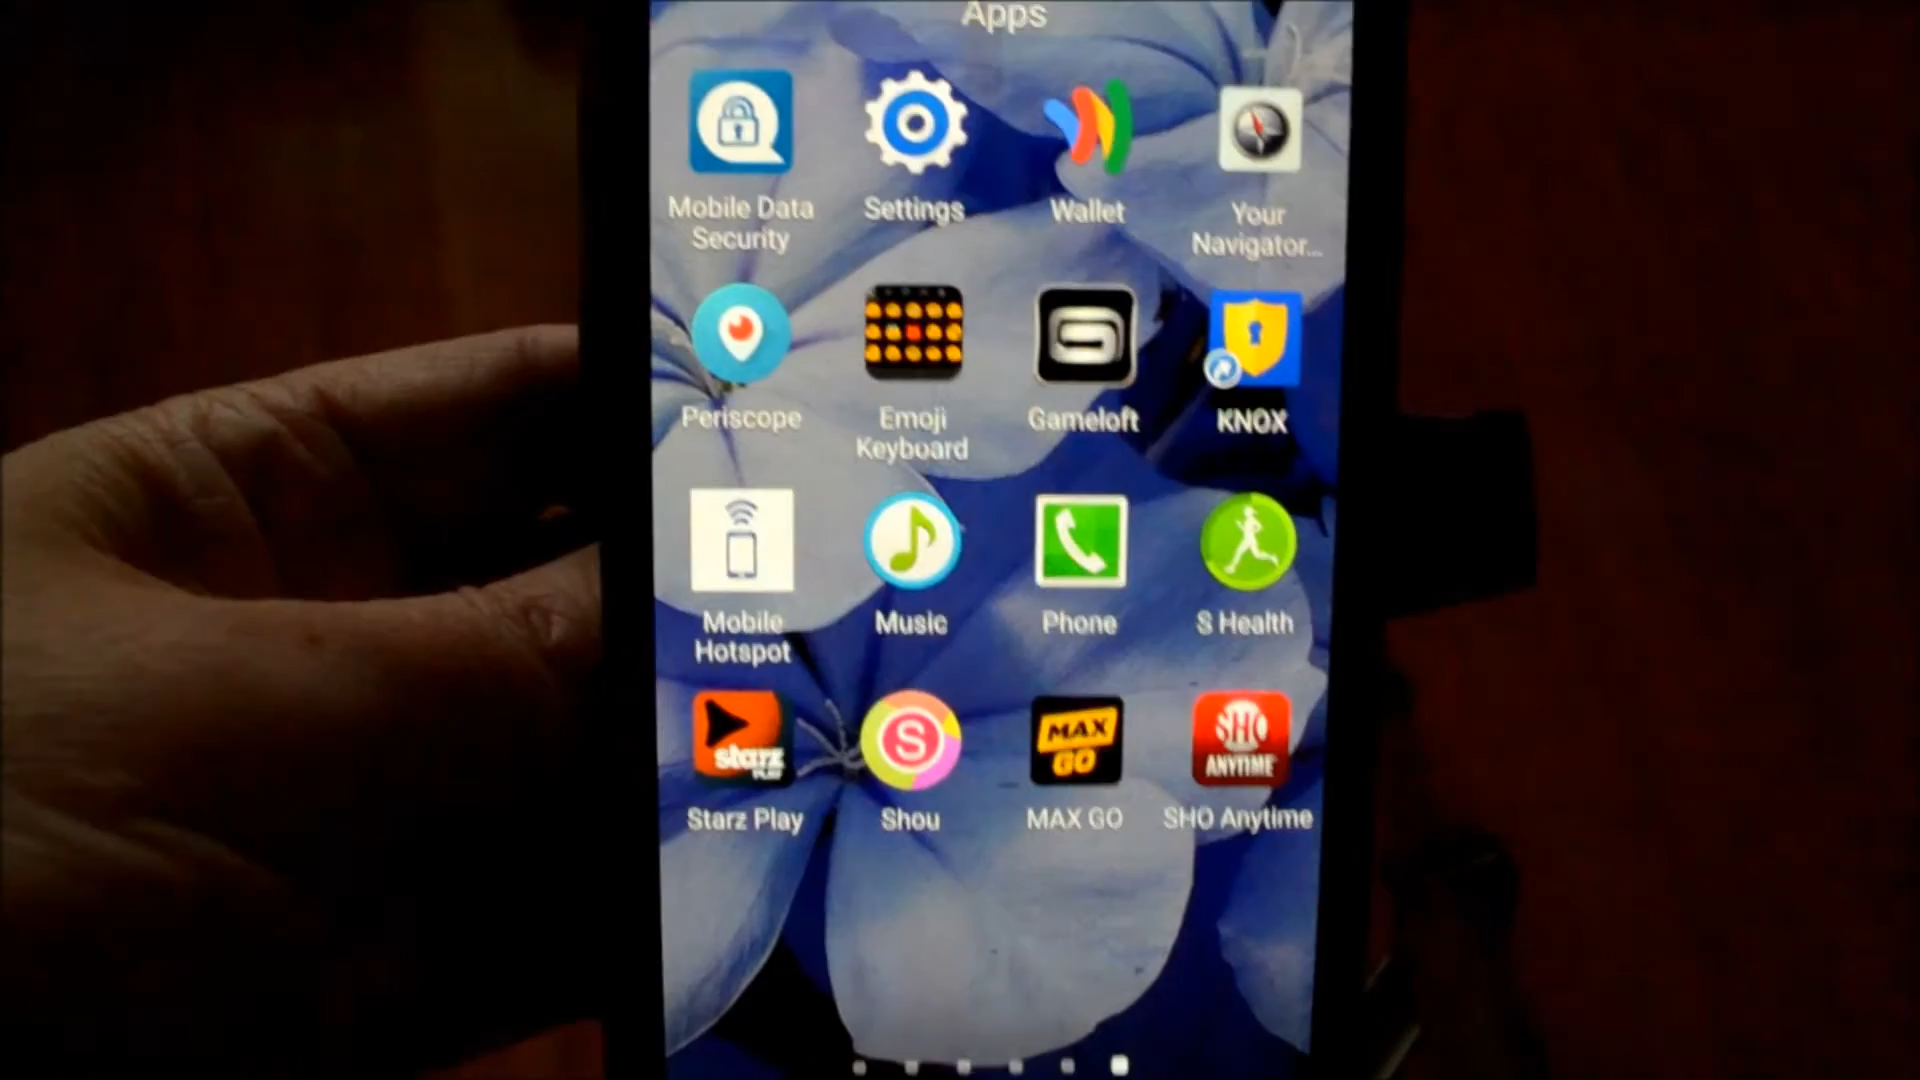 Apps
Mobile Data
Security
Settings
Wallet
Your
Navigator...
Periscope
Emoji
Keyboard
Gameloft
KNOX
Mobile
Hotspot
Music
Phone
S Health
starz
PLAY
Starz Play
S
Shou
MAX
GO
MAX GO
SHO
ANYTIME
SHO Anytime